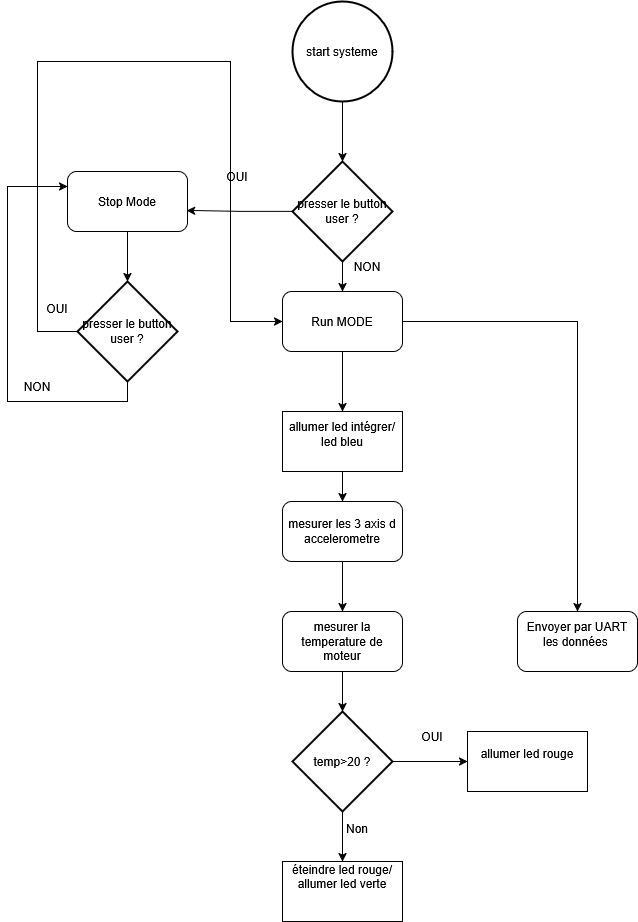 start systeme
OUI
presser le button
user ?
Stop Mode
NON
Run MODE
OUI
presser le button
user ?
NON
allumer led intégrer/
led bleu
mesurer les 3 axis d
accelerometre
mesurer la
temperature de
moteur
Envoyer par UART
les données
temp>20 ?
OUI
allumer led rouge
Non
éteindre led rouge/
allumer led verte